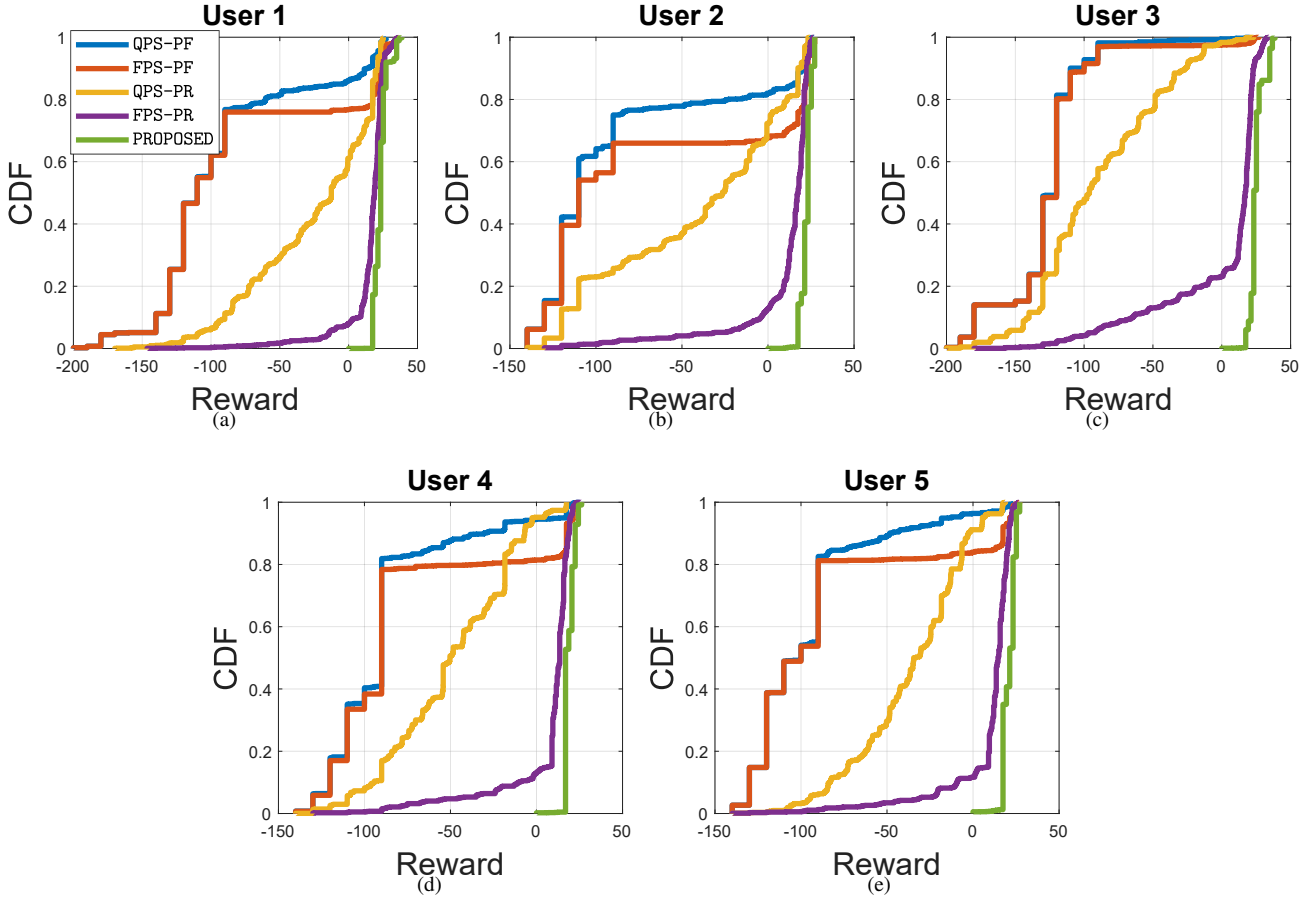 User 1
QPS-PF
FPS-PF
QPS-PR
FPS-PR
PROPOSED
CDF
1
0.8
0.6
0.4
0.2
0
-200 -150 -100 -50 0 50
Reward
(a)
User 2
CDF
1
0.8
0.6
0.4
0.2
0
-150 -100 -50 0 50
Reward
(b)
User 3
CDF
1
0.8
0.6
0.4
0.2
0
-200 -150 -100 -50 0 50
Reward
(c)
User 4
CDF
1
0.8
0.6
0.4
0.2
0
-150 -100 -50 0 50
Reward
(d)
User 5
CDF
1
0.8
0.6
0.4
0.2
0
-150 -100 -50 0 50
Reward
(e)